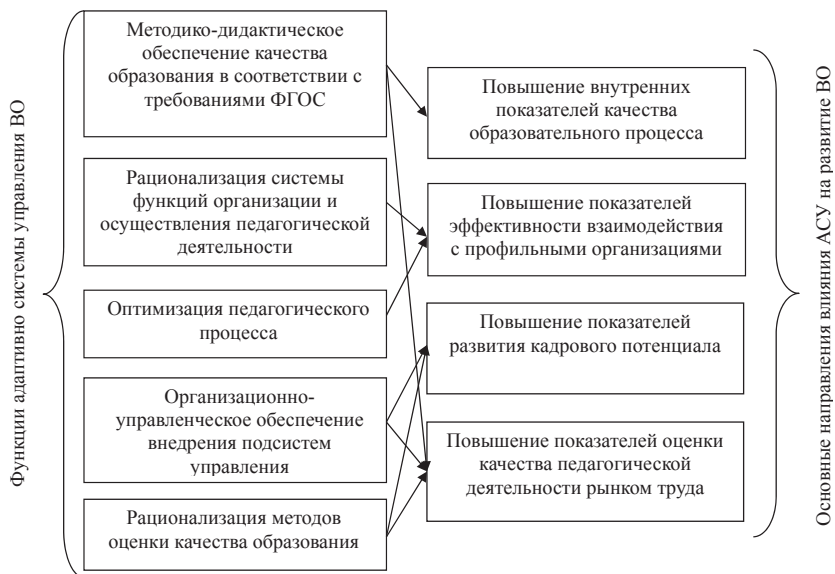 Функции адаптивно системы управления ВО
Методико-дидактическое
обеспечение качества
образования в соответствии с
требованиями ФГОС
Рационализация системы
функций организации и
осуществления педагогической
деятельности
Оптимизация педагогического
процесса
Организационно-
управленческое обеспечение
внедрения подсистем
управления
Рационализация методов
оценки качества образования
Повышение внутренних
показателей качества
образовательного процесса
Повышение показателей
эффективности взаимодействия
с профильными организациями
Повышение показателей
развития кадрового потенциала
Повышение показателей оценки
качества педагогической
деятельности рынком труда
Основные направления влияния АСУ на развитие ВО